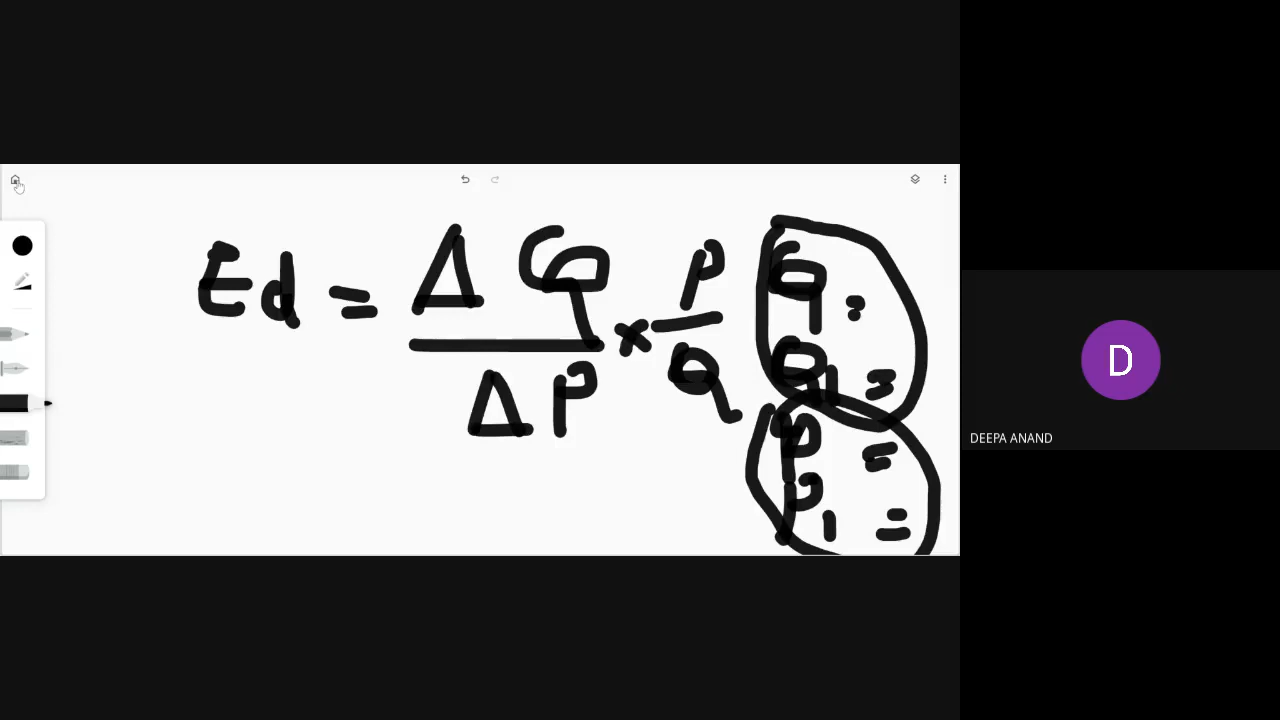 Ed = ΔQ/ΔP × P/Q
Q =
Q1 =
P =
P1 =
D
DEEPA ANAND